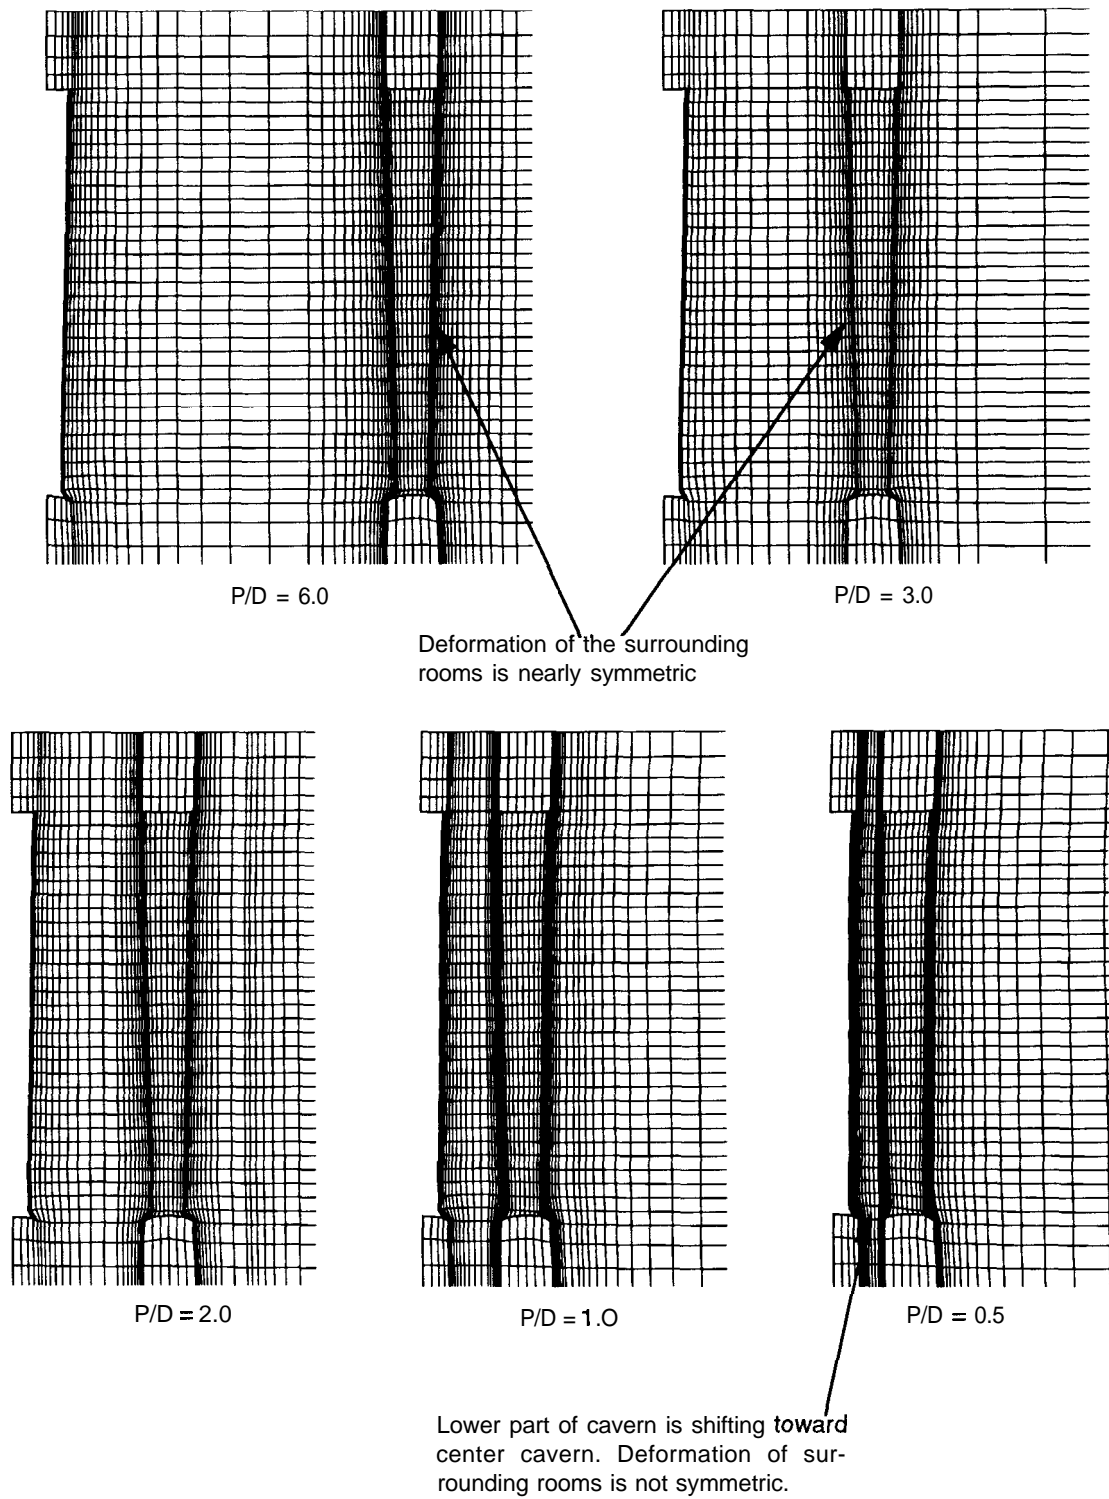 P/D = 6.0
P/D = 3.0
Deformation of the surrounding
rooms is nearly symmetric
P/D = 2.0
P/D = 1.O
P/D = 0.5
Lower part of cavern is shifting toward
center cavern. Deformation of sur-
rounding rooms is not symmetric.